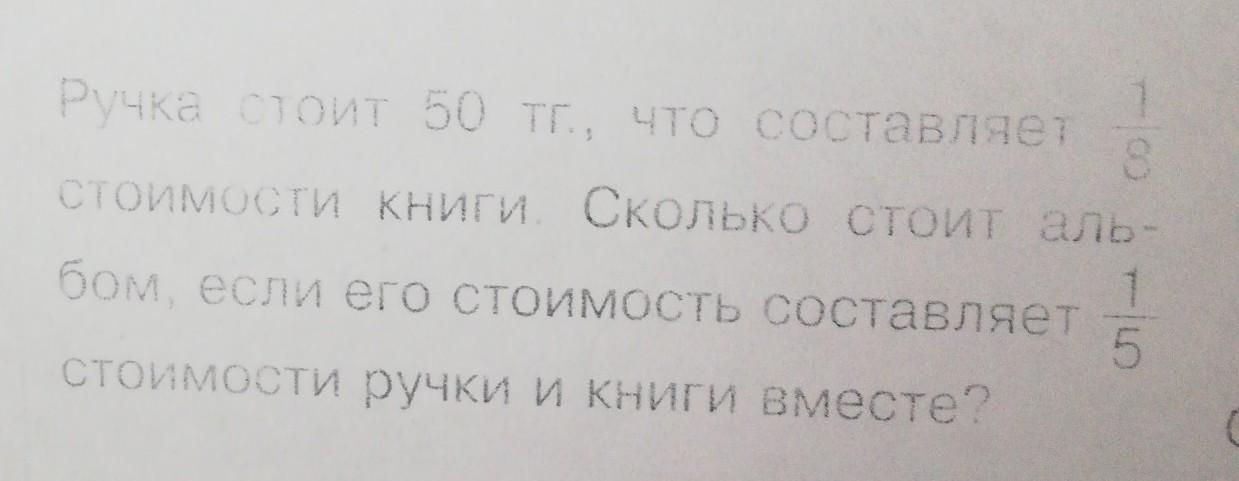 Ручка стоит 50 тг., что составляет 1/8
стоимости книги. Сколько стоит аль-
бом, если его стоимость составляет 1/5
стоимости ручки и книги вместе?